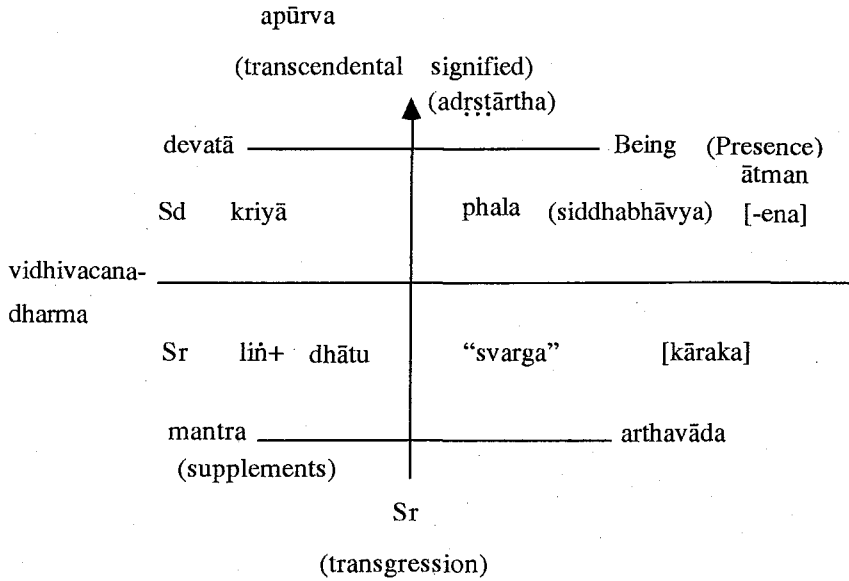 apūrva
(transcendental signified)
(adṛṣṭārtha)
devatā Being (Presence)
ātman
Sd kriyā phala (siddhabhāvya) [-ena]
vidhivacana-
dharma
Sr liṅ+ dhātu “svarga” [kāraka]
mantra arthavāda
(supplements)
Sr
(transgression)